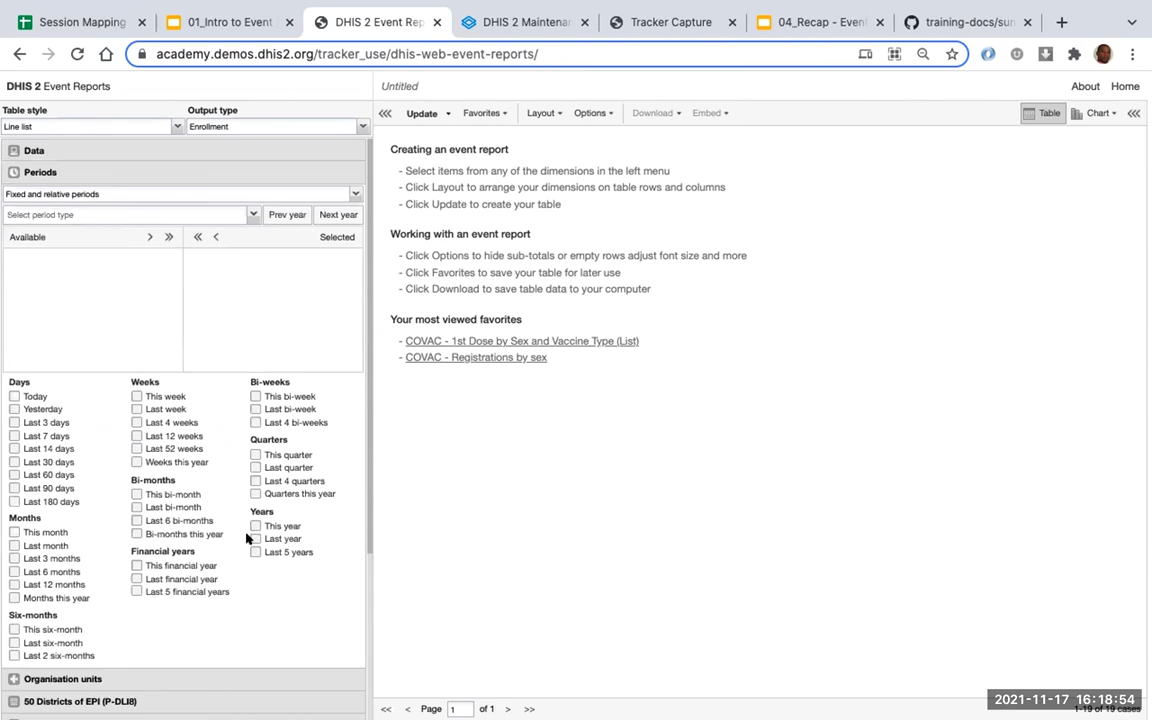 Session Mapping
01_Intro to Event
DHIS 2 Event Rep
DHIS 2 Maintenan
Tracker Capture
04_Recap - Even
training-docs/sur
academy.demos.dhis2.org/tracker_use/dhis-web-event-reports/
DHIS 2 Event Reports
Untitled
About
Home
Table style
Output type
Line list
Enrollment
Update
Favorites
Layout
Options
Download
Embed
Table
Chart
Data
Periods
Fixed and relative periods
Select period type
Prev year
Next year
Available
Selected
Days
Today
Yesterday
Last 3 days
Last 7 days
Last 14 days
Last 30 days
Last 60 days
Last 90 days
Last 180 days
Months
This month
Last month
Last 3 months
Last 6 months
Last 12 months
Months this year
Six-months
This six-month
Last six-month
Last 2 six-months
Weeks
This week
Last week
Last 4 weeks
Last 12 weeks
Last 52 weeks
Weeks this year
Bi-months
This bi-month
Last bi-month
Last 6 bi-months
Bi-months this year
Financial years
This financial year
Last financial year
Last 5 financial years
Bi-weeks
This bi-week
Last bi-week
Last 4 bi-weeks
Quarters
This quarter
Last quarter
Last 4 quarters
Quarters this year
Years
This year
Last year
Last 5 years
Organisation units
50 Districts of EPI (P-DLI8)
Creating an event report
- Select items from any of the dimensions in the left menu
- Click Layout to arrange your dimensions on table rows and columns
- Click Update to create your table
Working with an event report
- Click Options to hide sub-totals or empty rows adjust font size and more
- Click Favorites to save your table for later use
- Click Download to save table data to your computer
Your most viewed favorites
- COVAC - 1st Dose by Sex and Vaccine Type (List)
- COVAC - Registrations by sex
Page 1 of 1
2021-11-17 16:18:54
1-19 of 19 cases